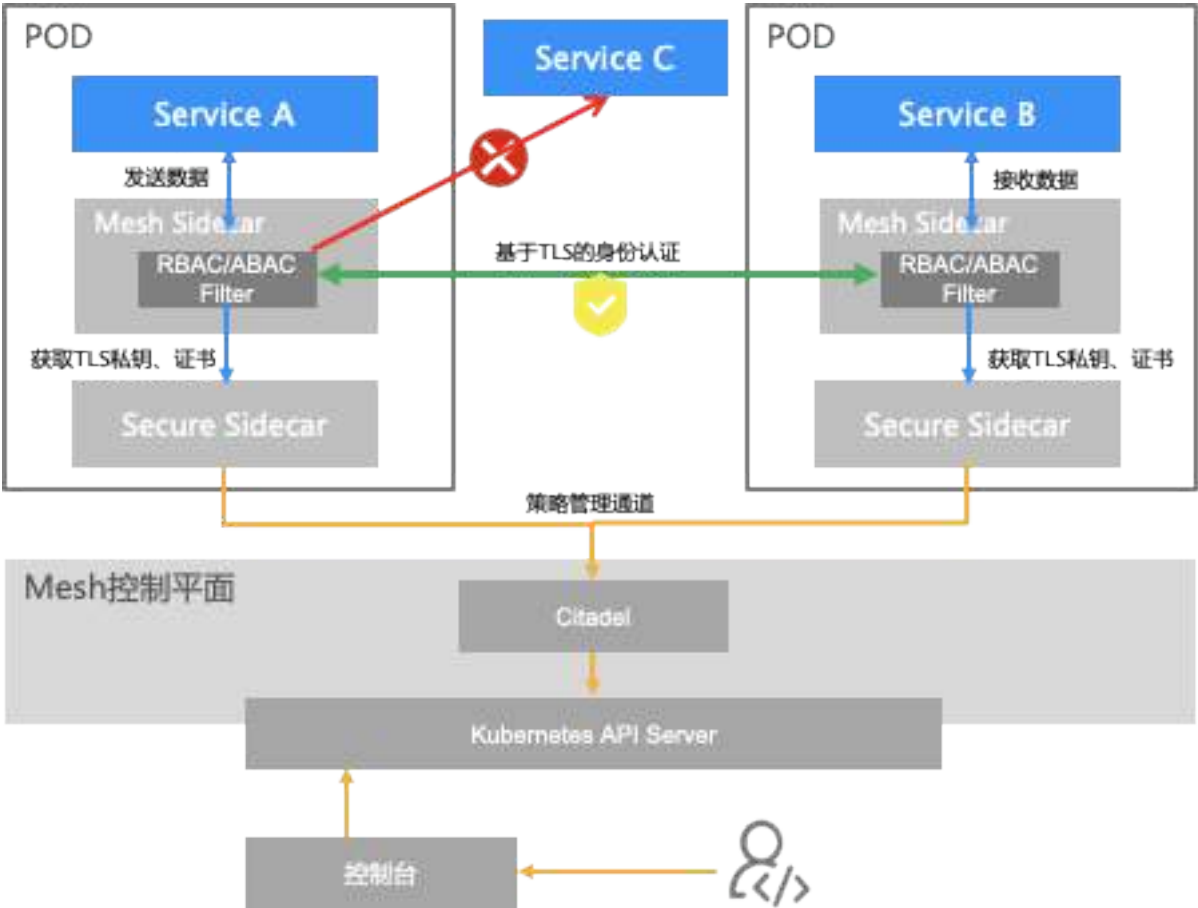 POD
Service C
POD
Service A
Service B
发送数据
接收数据
Mesh Sidecar
Mesh Sidecar
基于TLS的身份认证
RBAC/ABAC
Filter
RBAC/ABAC
Filter
获取TLS私钥、证书
获取TLS私钥、证书
Secure Sidecar
Secure Sidecar
策略管理通道
Mesh控制平面
Citadel
Kubernetes API Server
控制台